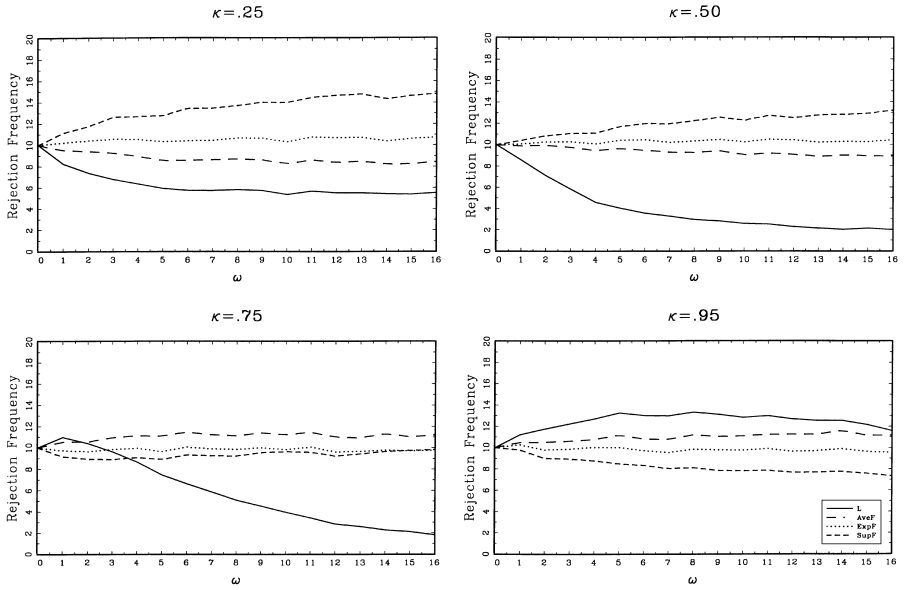 κ=.25
κ=.50
Rejection Frequency
0 2 4 6 8 10 12 14 16 18 20
0 1 2 3 4 5 6 7 8 9 10 11 12 13 14 15 16
ω
Rejection Frequency
0 2 4 6 8 10 12 14 16 18 20
0 1 2 3 4 5 6 7 8 9 10 11 12 13 14 15 16
ω
κ=.75
κ=.95
Rejection Frequency
0 2 4 6 8 10 12 14 16 18 20
0 1 2 3 4 5 6 7 8 9 10 11 12 13 14 15 16
ω
Rejection Frequency
0 2 4 6 8 10 12 14 16 18 20
0 1 2 3 4 5 6 7 8 9 10 11 12 13 14 15 16
ω
L
AveF
ExpF
SupF